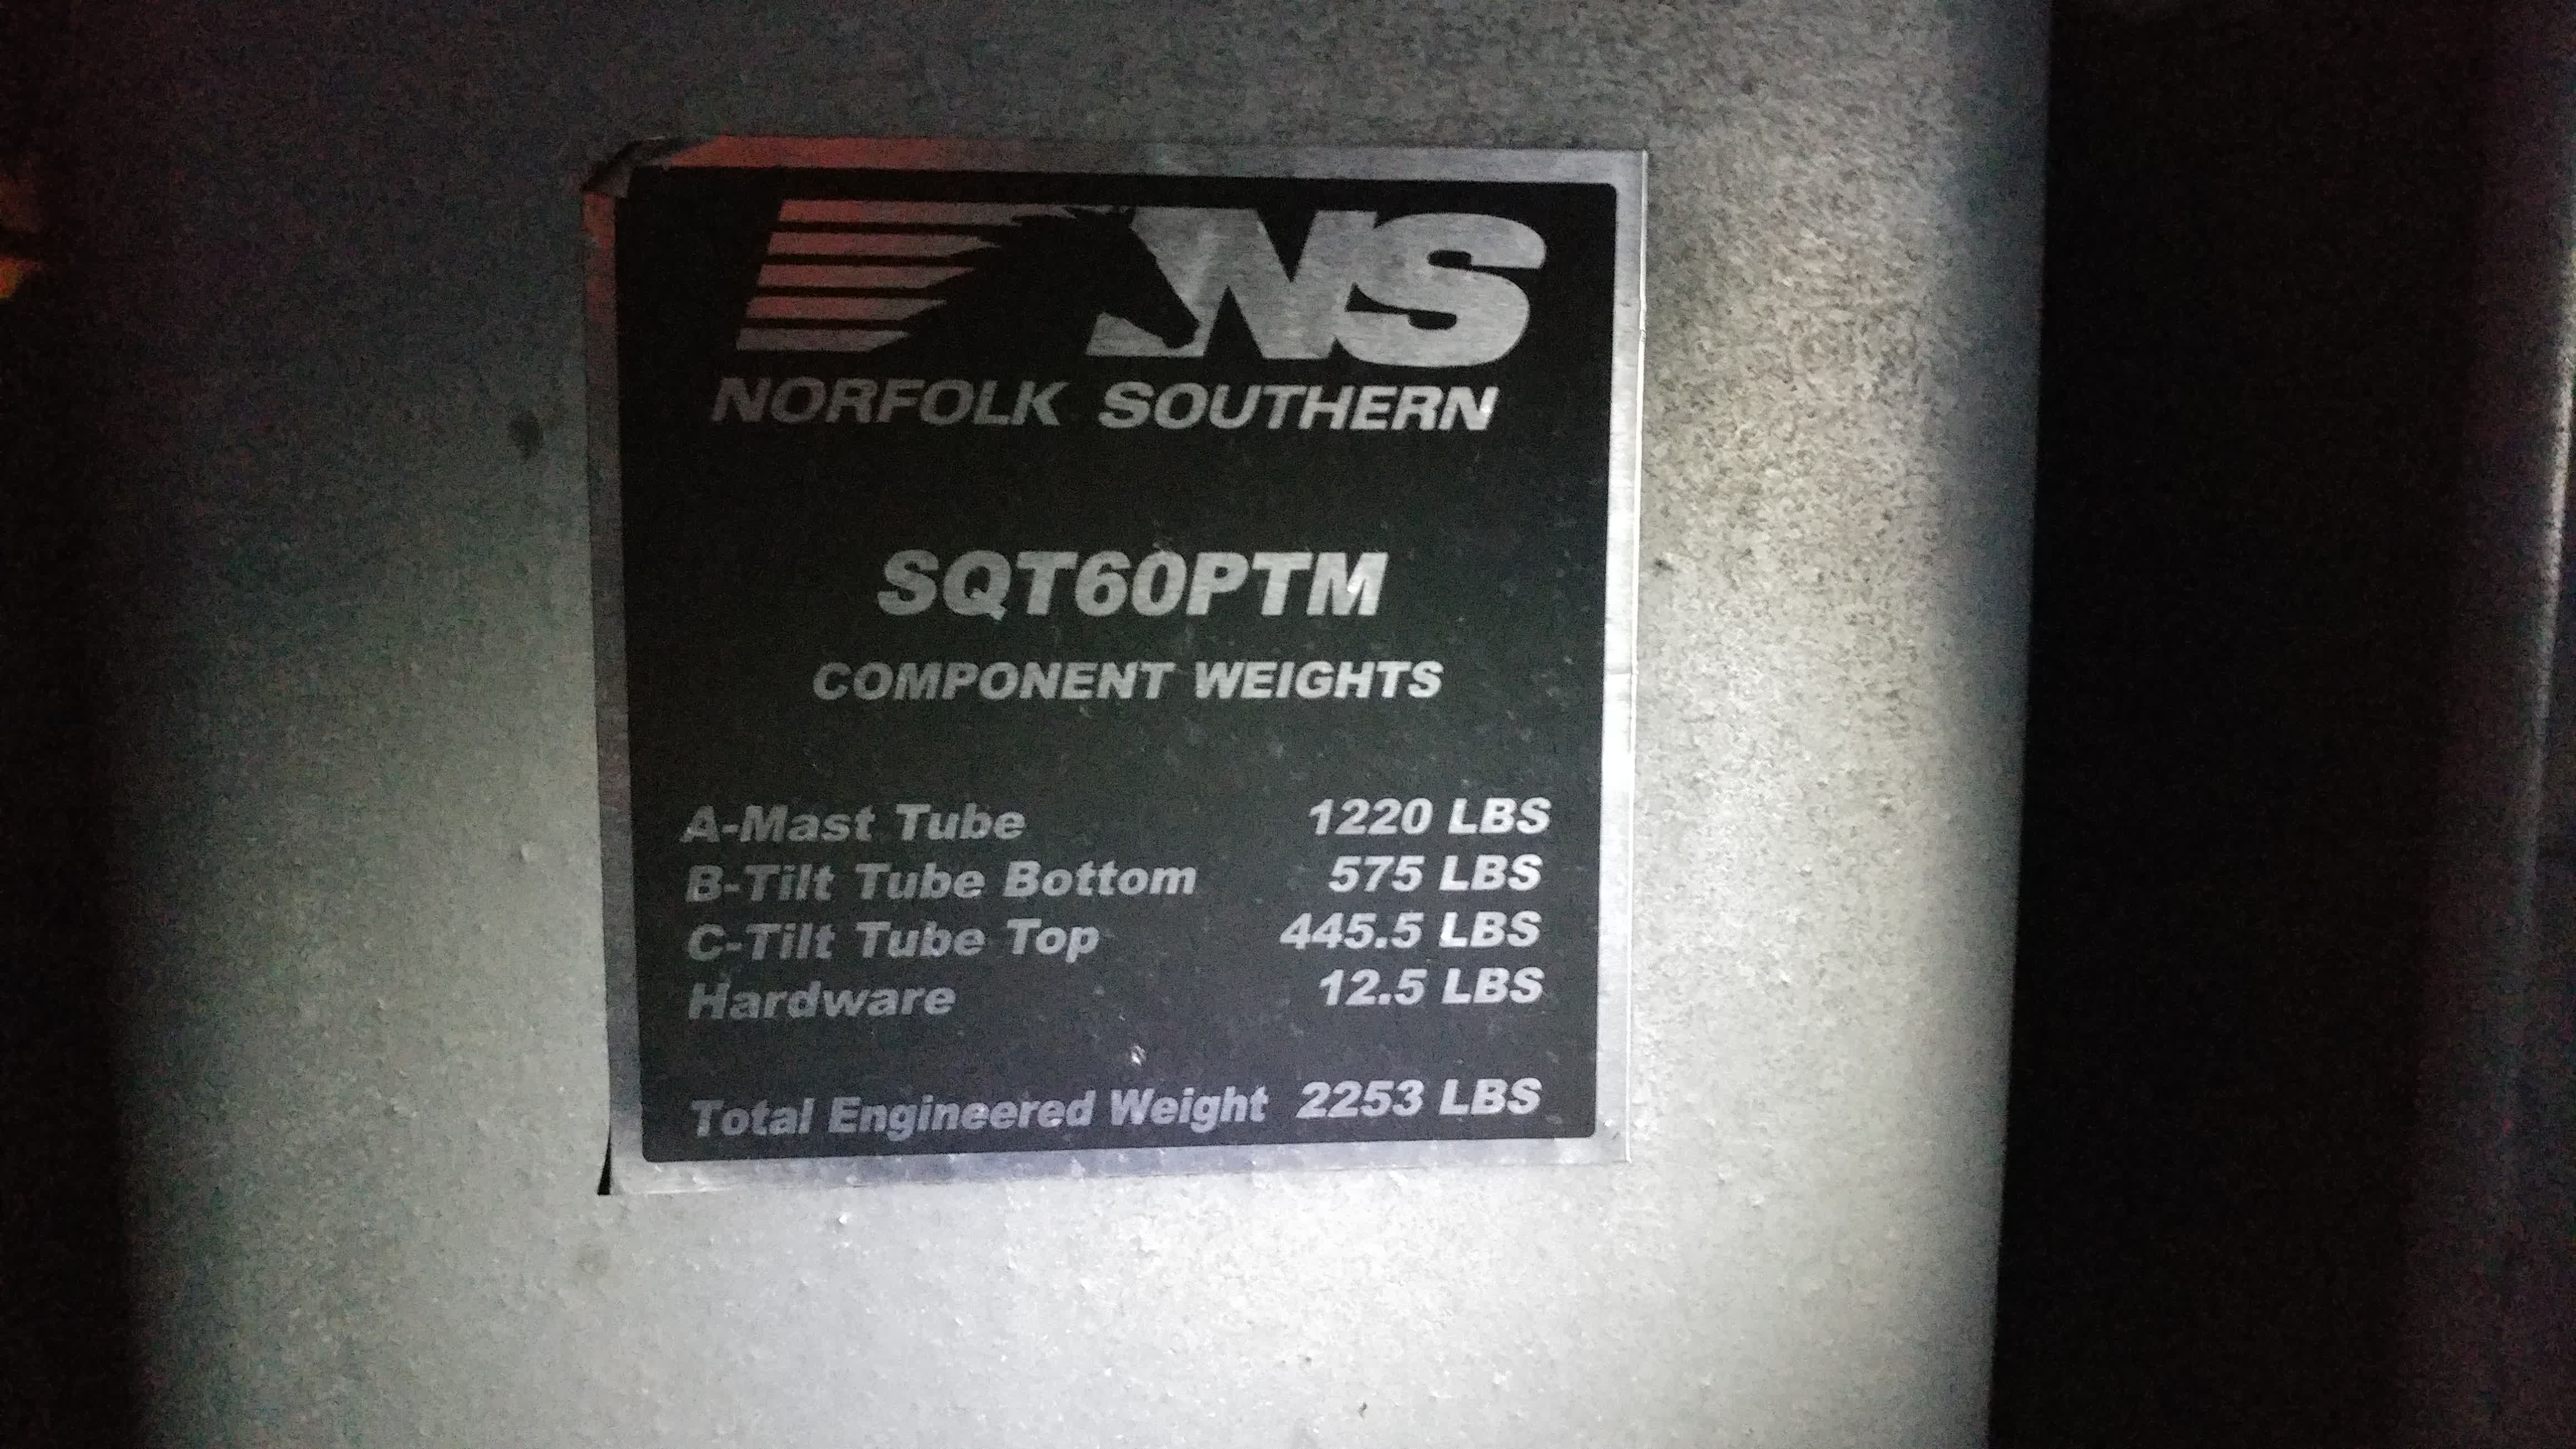 NS
NORFOLK SOUTHERN
SQT60PTM
COMPONENT WEIGHTS
A-Mast Tube 1220 LBS
B-Tilt Tube Bottom 575 LBS
C-Tilt Tube Top 445.5 LBS
Hardware 12.5 LBS
Total Engineered Weight 2253 LBS